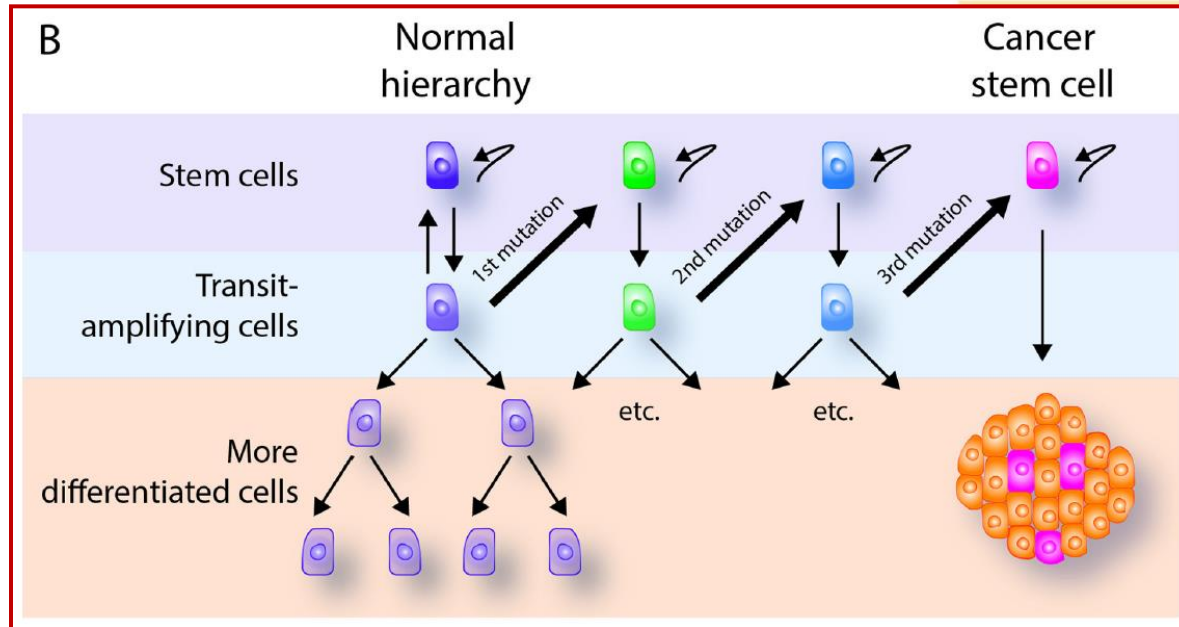 B
Normal
hierarchy
Cancer
stem cell
Stem cells
1st mutation
2nd mutation
3rd mutation
Transit-
amplifying cells
etc.
etc.
More
differentiated cells